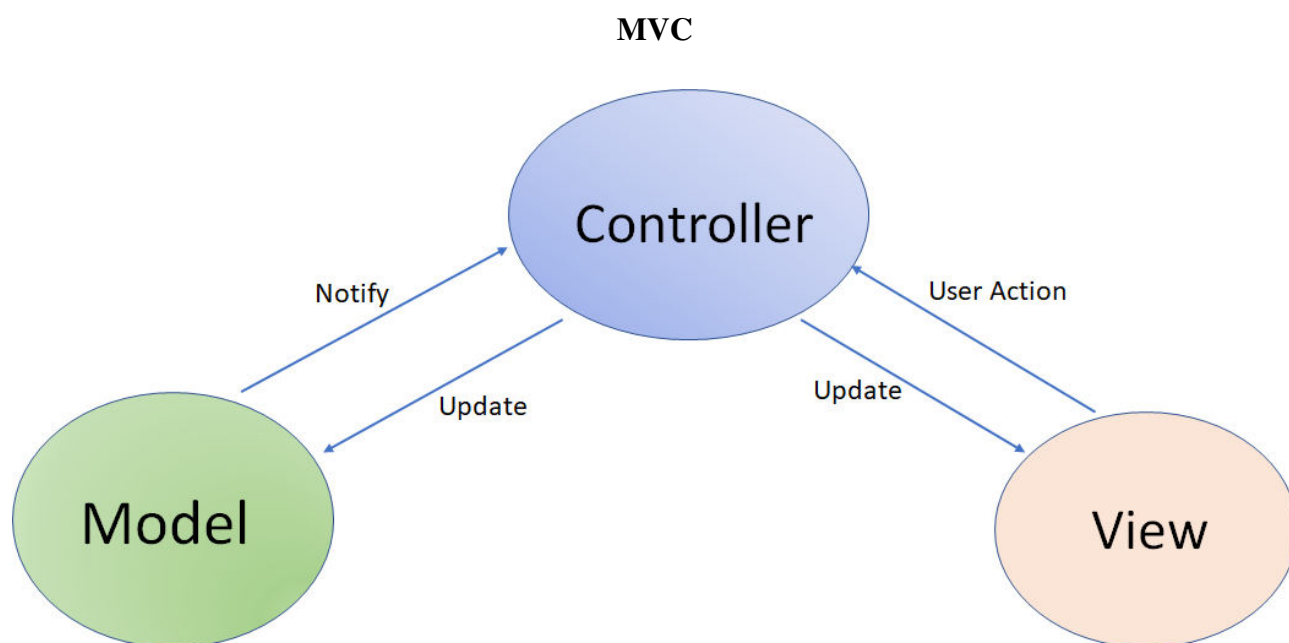 MVC
Controller
Notify
User Action
Update
Update
Model
View